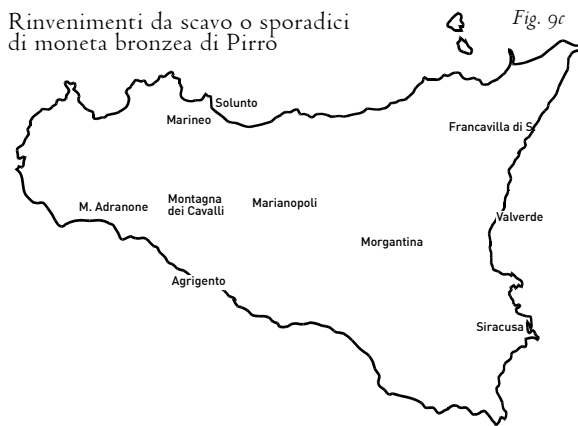 Rinvenimenti da scavo o sporadici
di moneta bronzea di Pirro
Fig. 9c
Solunto
Marineo
Francavilla di S.
M. Adranone
Montagna
dei Cavalli
Marianopoli
Valverde
Morgantina
Agrigento
Siracusa